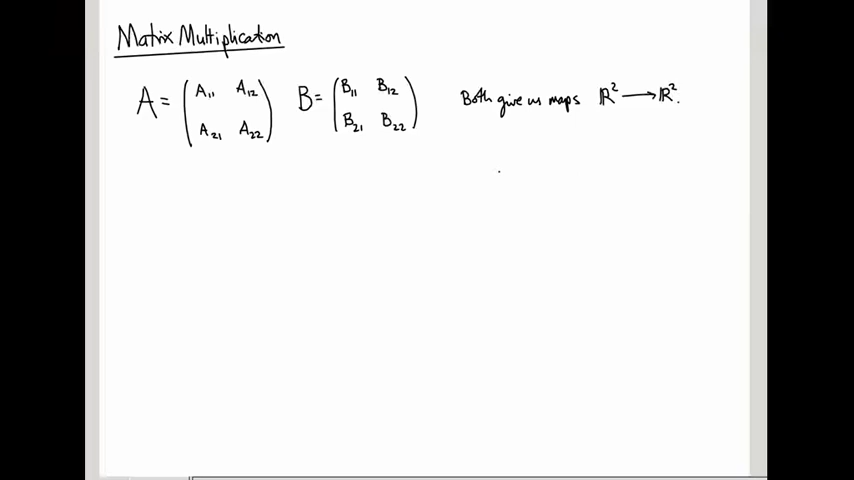 Matrix Multiplication
A = ( A₁₁ A₁₂ ; A₂₁ A₂₂ ) B = ( B₁₁ B₁₂ ; B₂₁ B₂₂ ) Both give us maps ℝ² ⟶ ℝ².